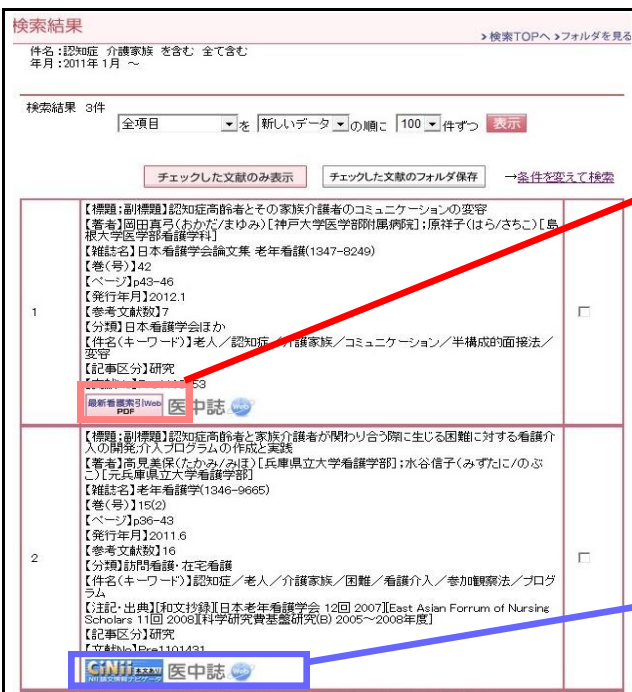 検索結果
>検索TOPへ >フォルダを見る
件名:認知症 介護家族 を含む 全て含む
年月:2011年 1月 ～
検索結果 3件
全項目 を 新しいデータ の順に 100 件ずつ 表示
チェックした文献のみ表示 チェックした文献のフォルダ保存 →条件を変えて検索
1
【標題;副標題】認知症高齢者とその家族介護者のコミュニケーションの変容
【著者】岡田真弓(おかだ/まゆみ)[神戸大学医学部附属病院];原祥子(はら/さちこ)[島
根大学医学部看護学科]
【雑誌名】日本看護学会論文集 老年看護(1347-8249)
【巻(号)】42
【ページ】p43-46
【発行年月】2012.1
【参考文献数】7
【分類】日本看護学会ほか
【件名(キーワード)】老人／認知症／介護家族／コミュニケーション／半構成的面接法／
変容
【記事区分】研究
53
最新看護索引Web
PDF
医中誌 Web
2
【標題;副標題】認知症高齢者と家族介護者が関わり合う際に生じる困難に対する看護介
入の開発;介入プログラムの作成と実践
【著者】高見美保(たかみ/みほ)[兵庫県立大学看護学部];水谷信子(みずたに/のぶ
こ)[元兵庫県立大学看護学部]
【雑誌名】老年看護学(1346-9665)
【巻(号)】15(2)
【ページ】p36-43
【発行年月】2011.6
【参考文献数】16
【分類】訪問看護・在宅看護
【件名(キーワード)】認知症／老人／介護家族／困難／看護介入／参加観察法／プログ
ラム
【注記・出典】[和文抄録][日本老年看護学会 12回 2007][East Asian Forrum of Nursing
Scholars 11回 2008][科学研究費基盤研究(B) 2005～2008年度]
【記事区分】研究
【文献No】Pre1101431
CiNii 本文あり
NII論文情報ナビゲータ
医中誌 Web